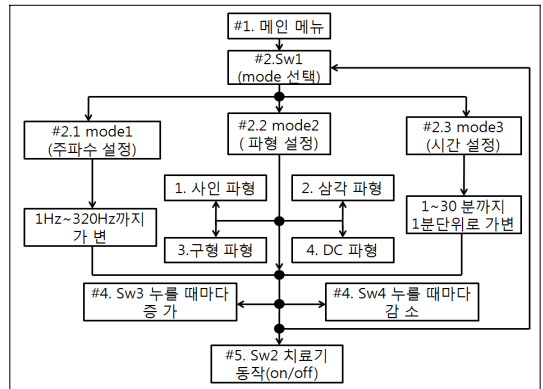 #1. 메인 메뉴
#2.Sw1
(mode 선택)
#2.1 mode1
(주파수 설정)
#2.2 mode2
( 파형 설정)
#2.3 mode3
(시간 설정)
1. 사인 파형
2. 삼각 파형
1Hz~320Hz까지
가 변
1~30 분까지
1분단위로 가변
3.구형 파형
4. DC 파형
#4. Sw3 누를 때마다
증 가
#4. Sw4 누를 때마다
감 소
#5. Sw2 치료기
동작(on/off)